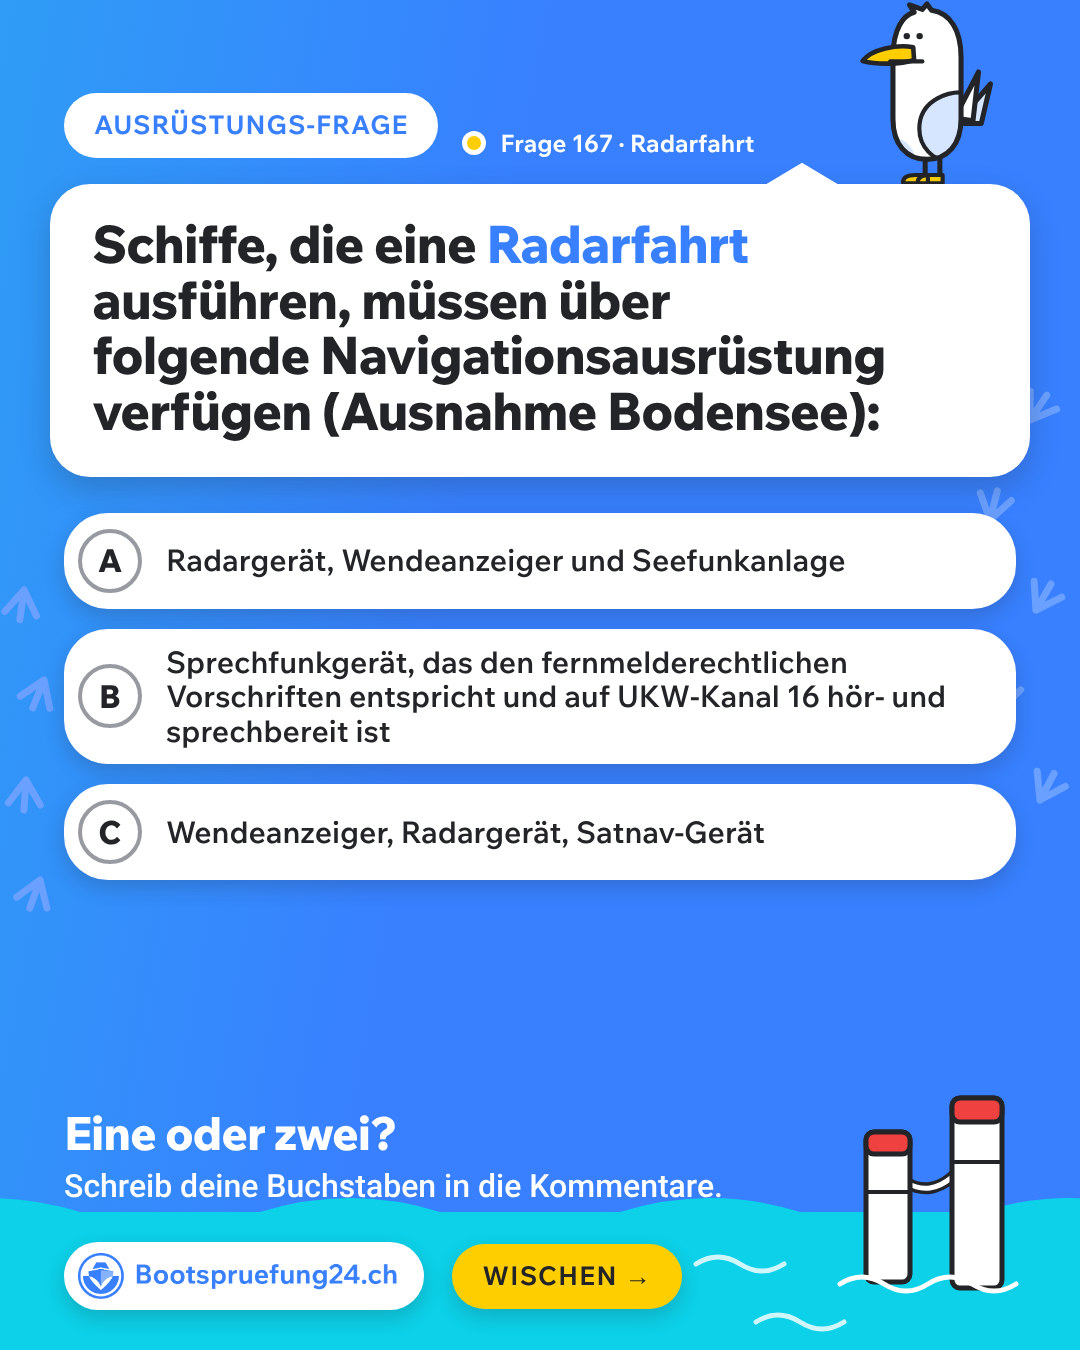 AUSRÜSTUNGS-FRAGE
Frage 167 · Radarfahrt
Schiffe, die eine Radarfahrt
ausführen, müssen über
folgende Navigationsausrüstung
verfügen (Ausnahme Bodensee):
A Radargerät, Wendeanzeiger und Seefunkanlage
Sprechfunkgerät, das den fernmelderechtlichen
B Vorschriften entspricht und auf UKW-Kanal 16 hör- und
sprechbereit ist
C Wendeanzeiger, Radargerät, Satnav-Gerät
Eine oder zwei?
Schreib deine Buchstaben in die Kommentare.
Bootspruefung24.ch
WISCHEN →